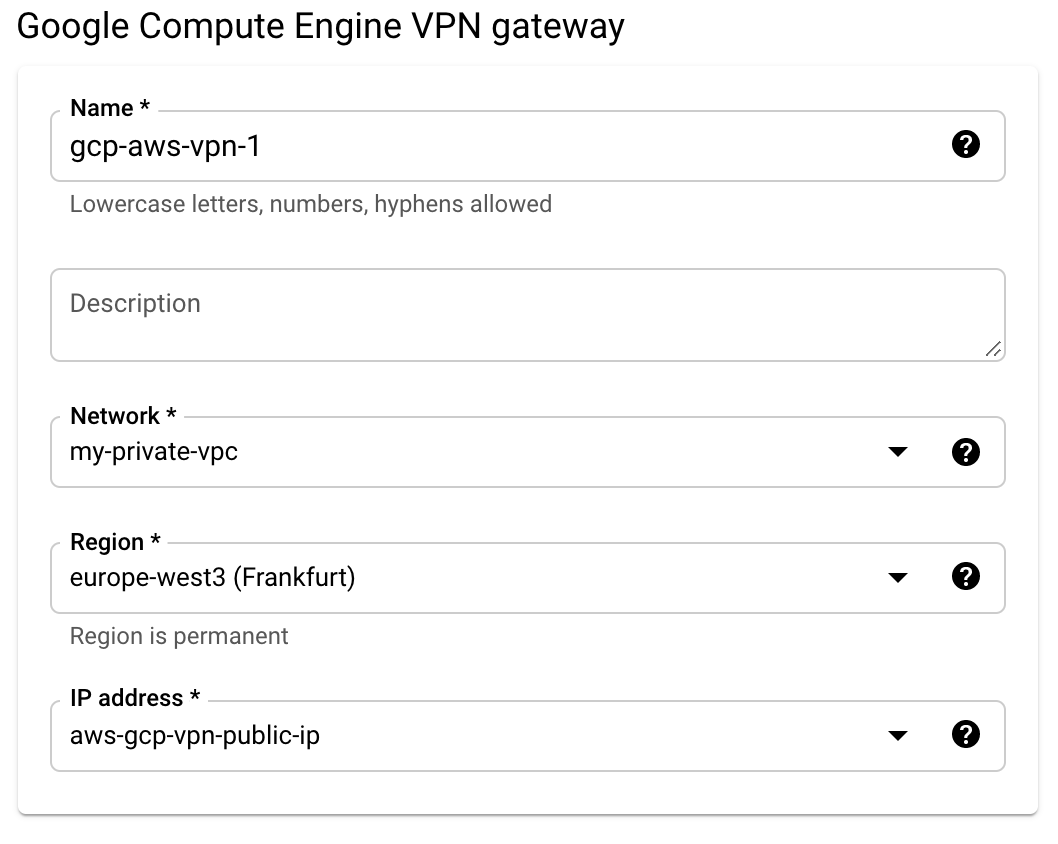 Google Compute Engine VPN gateway
Name *
gcp-aws-vpn-1
Lowercase letters, numbers, hyphens allowed
Description
Network *
my-private-vpc
Region *
europe-west3 (Frankfurt)
Region is permanent
IP address *
aws-gcp-vpn-public-ip